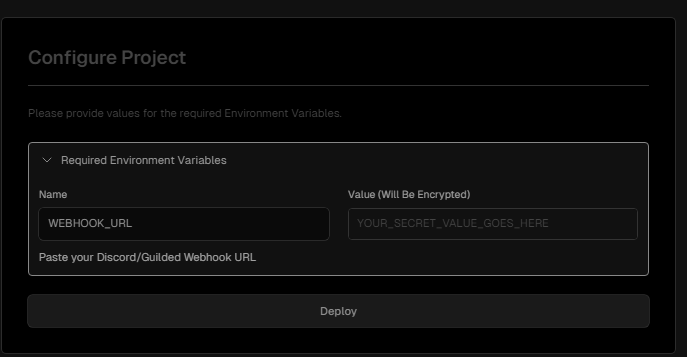 Configure Project
Please provide values for the required Environment Variables.
Required Environment Variables
Name
Value (Will Be Encrypted)
WEBHOOK_URL
YOUR_SECRET_VALUE_GOES_HERE
Paste your Discord/Guilded Webhook URL
Deploy